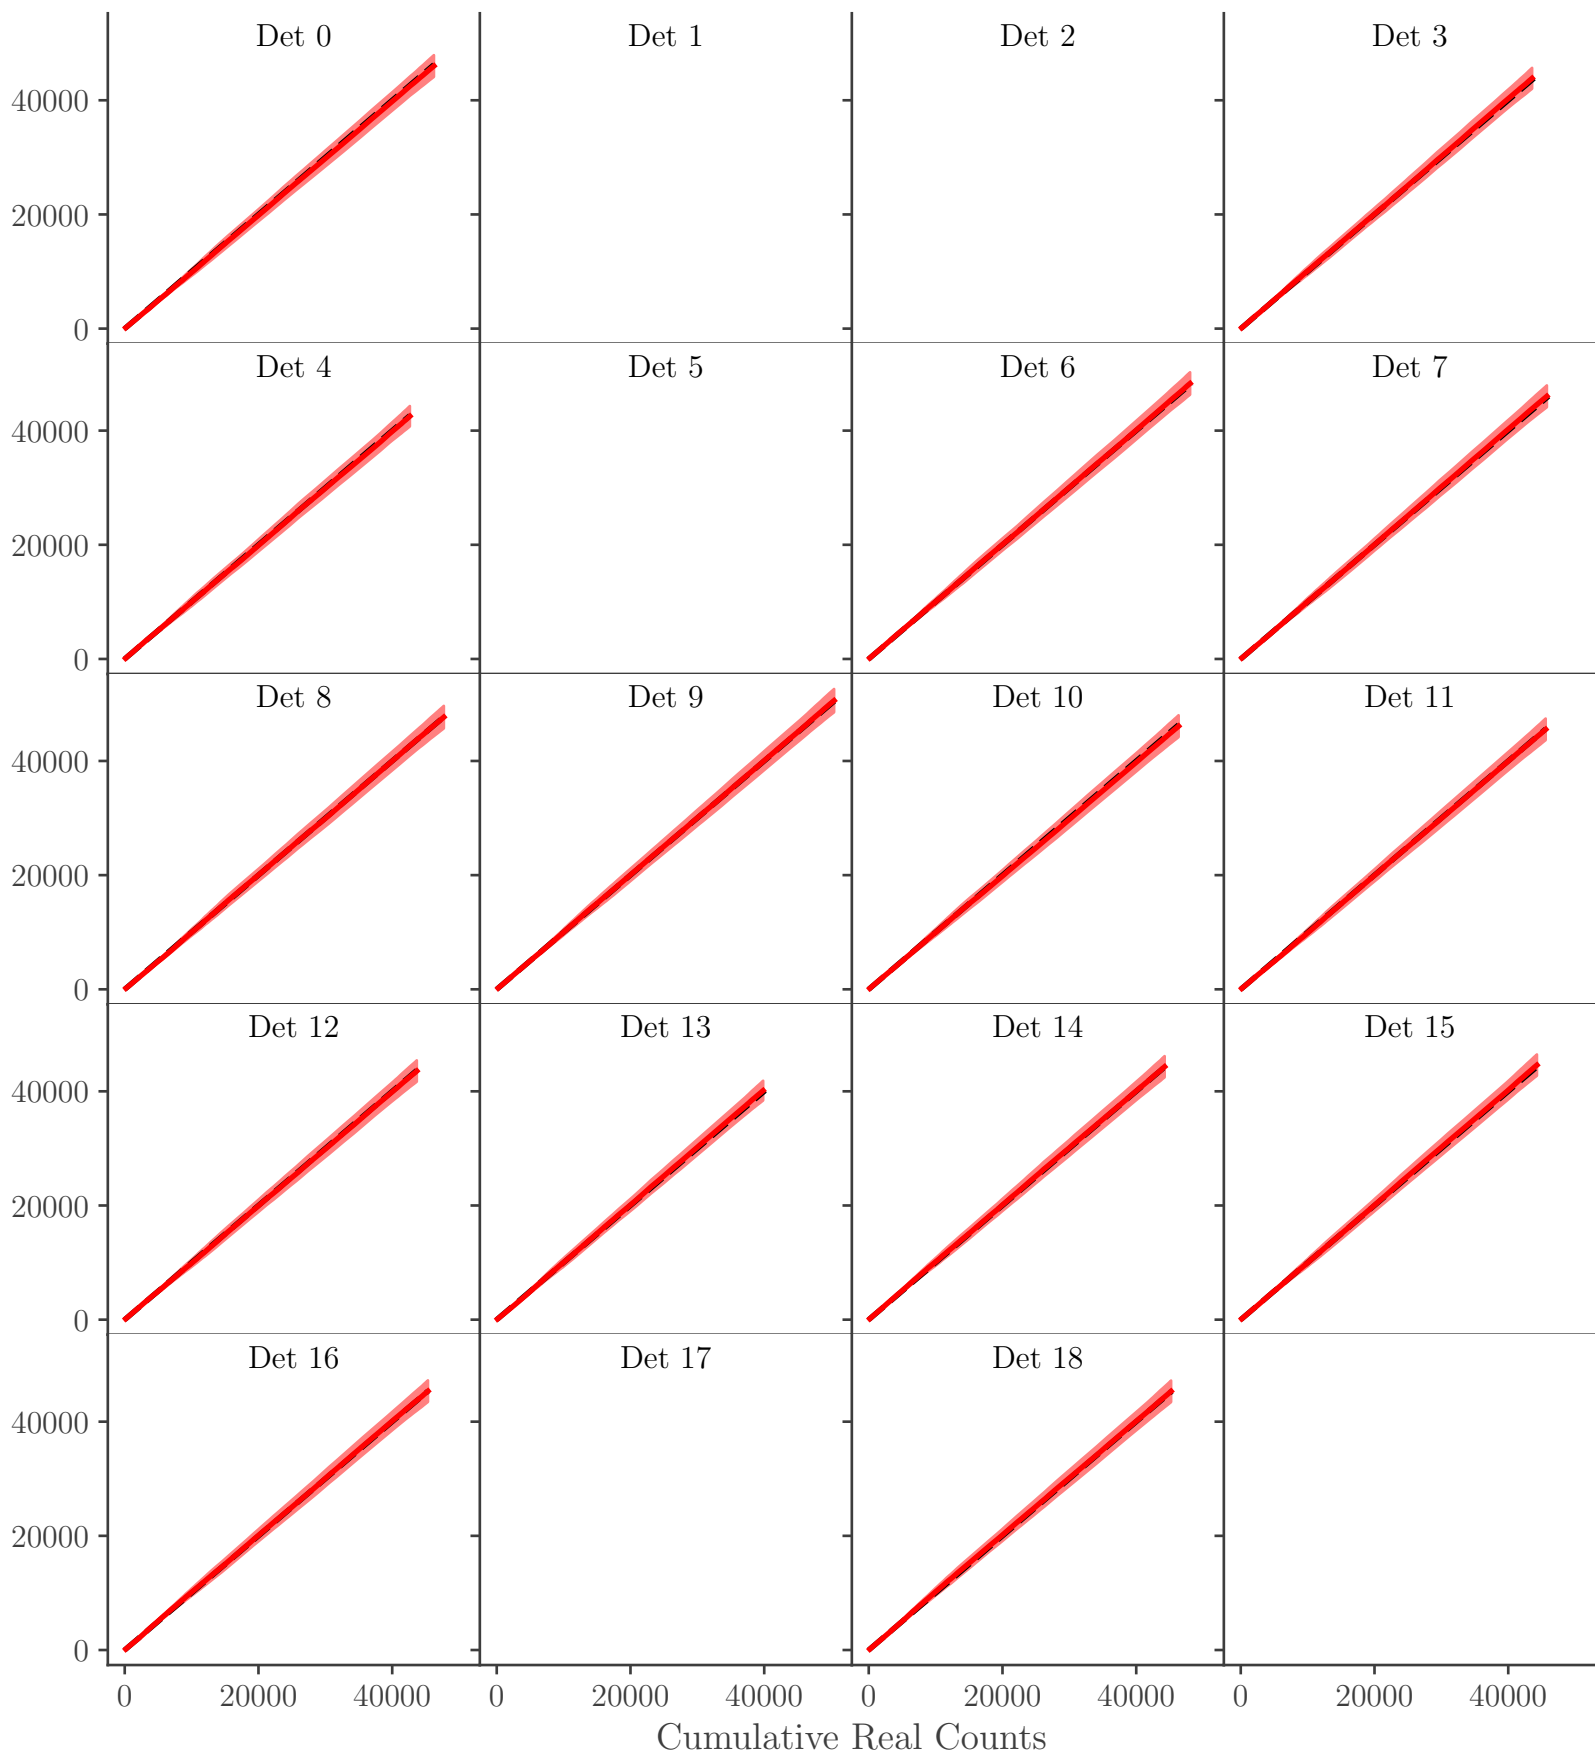 Det 0 Det 1 Det 2 Det 3
40000
20000
0
Det 4 Det 5 Det 6 Det 7
40000
20000
0
Det 8 Det 9 Det 10 Det 11
40000
20000
0
Det 12 Det 13 Det 14 Det 15
40000
20000
0
Det 16 Det 17 Det 18
40000
20000
0
0 20000 40000 0 20000 40000 0 20000 40000 0 20000 40000
Cumulative Real Counts